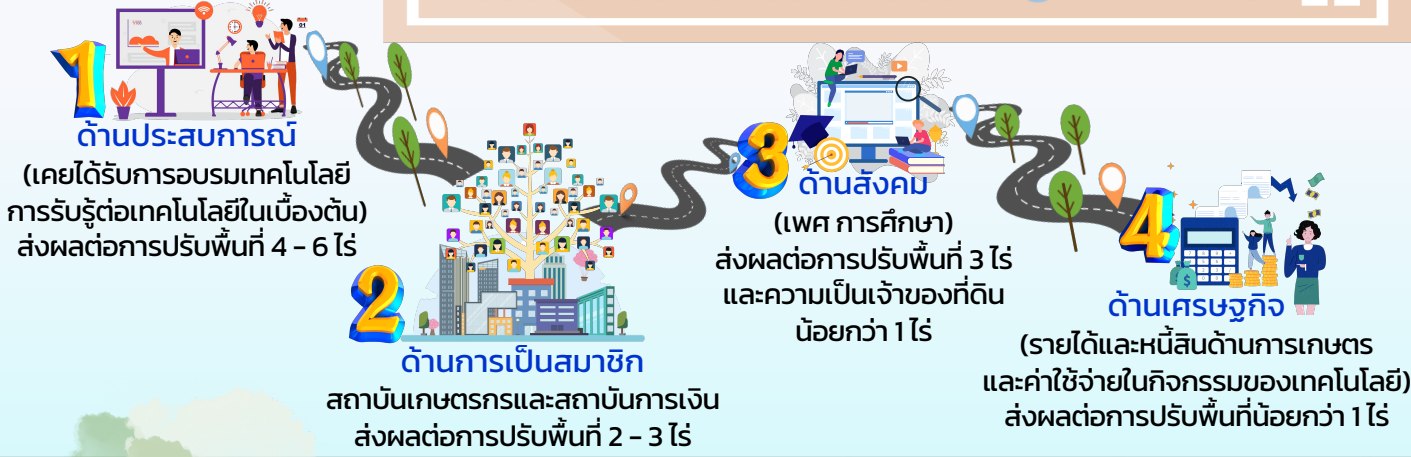 1
ด้านประสบการณ์
(เคยได้รับการอบรมเทคโนโลยี
การรับรู้ต่อเทคโนโลยีในเบื้องต้น)
ส่งผลต่อการปรับพื้นที่ 4 - 6 ไร่
2
ด้านการเป็นสมาชิก
สถาบันเกษตรกรและสถาบันการเงิน
ส่งผลต่อการปรับพื้นที่ 2 - 3 ไร่
3
ด้านสังคม
(เพศ การศึกษา)
ส่งผลต่อการปรับพื้นที่ 3 ไร่
และความเป็นเจ้าของที่ดิน
น้อยกว่า 1 ไร่
4
ด้านเศรษฐกิจ
(รายได้และหนี้สินด้านการเกษตร
และค่าใช้จ่ายในกิจกรรมของเทคโนโลยี)
ส่งผลต่อการปรับพื้นที่น้อยกว่า 1 ไร่